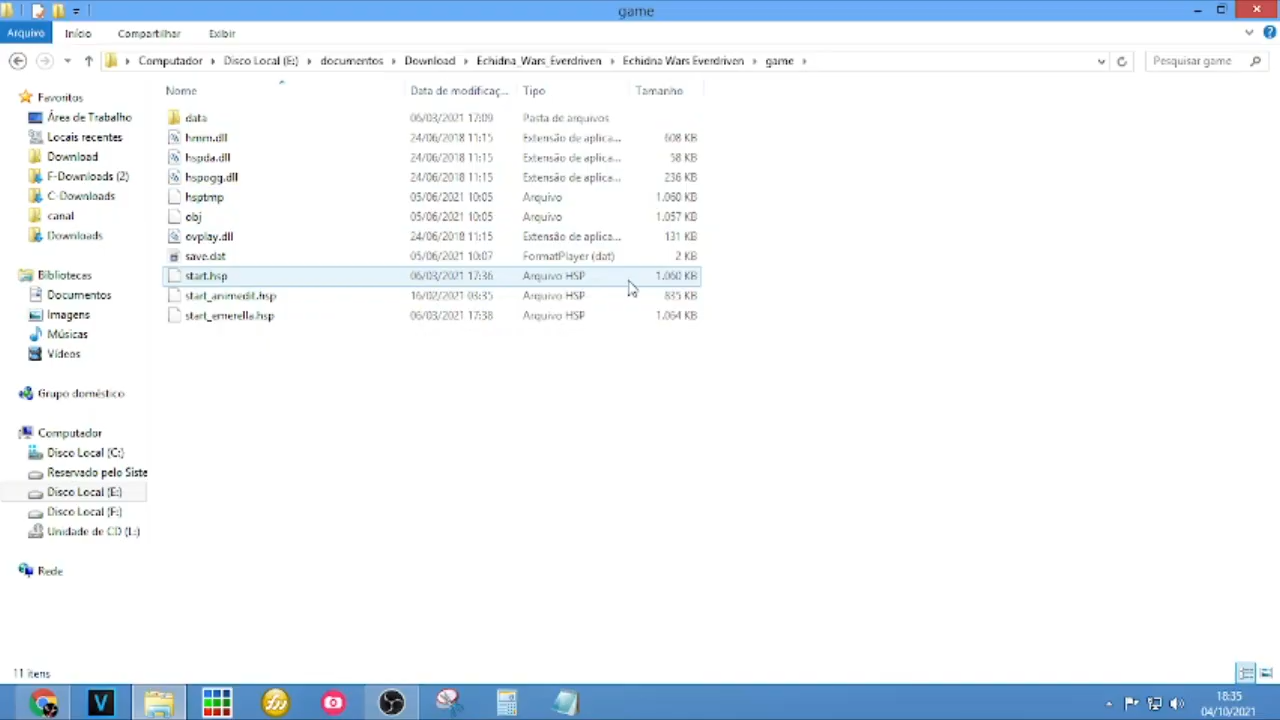 game
Arquivo Início Compartilhar Exibir
Computador Disco Local (E:) documentos Download Echidna_Wars_Everdriven Echidna Wars Everdriven game Pesquisar game
Nome Data de modificaç... Tipo Tamanho
Favoritos
Área de Trabalho
Locais recentes
Download
F-Downloads (2)
C-Downloads
canal
Downloads
Bibliotecas
Documentos
Imagens
Músicas
Vídeos
Grupo doméstico
Computador
Disco Local (C:)
Reservado pelo Siste
Disco Local (E:)
Disco Local (F:)
Unidade de CD (L:)
Rede
data 06/03/2021 17:09 Pasta de arquivos
hmm.dll 24/06/2018 11:15 Extensão de aplica... 608 KB
hspda.dll 24/06/2018 11:15 Extensão de aplica... 58 KB
hspogg.dll 24/06/2018 11:15 Extensão de aplica... 236 KB
hsptmp 05/06/2021 10:05 Arquivo 1.060 KB
obj 05/06/2021 10:05 Arquivo 1.057 KB
ovplay.dll 24/06/2018 11:15 Extensão de aplica... 131 KB
save.dat 05/06/2021 10:07 FormatPlayer (dat) 2 KB
start.hsp 06/03/2021 17:36 Arquivo HSP 1.060 KB
start_animedit.hsp 16/02/2021 03:35 Arquivo HSP 835 KB
start_emerella.hsp 06/03/2021 17:38 Arquivo HSP 1.064 KB
11 itens
18:35
04/10/2021